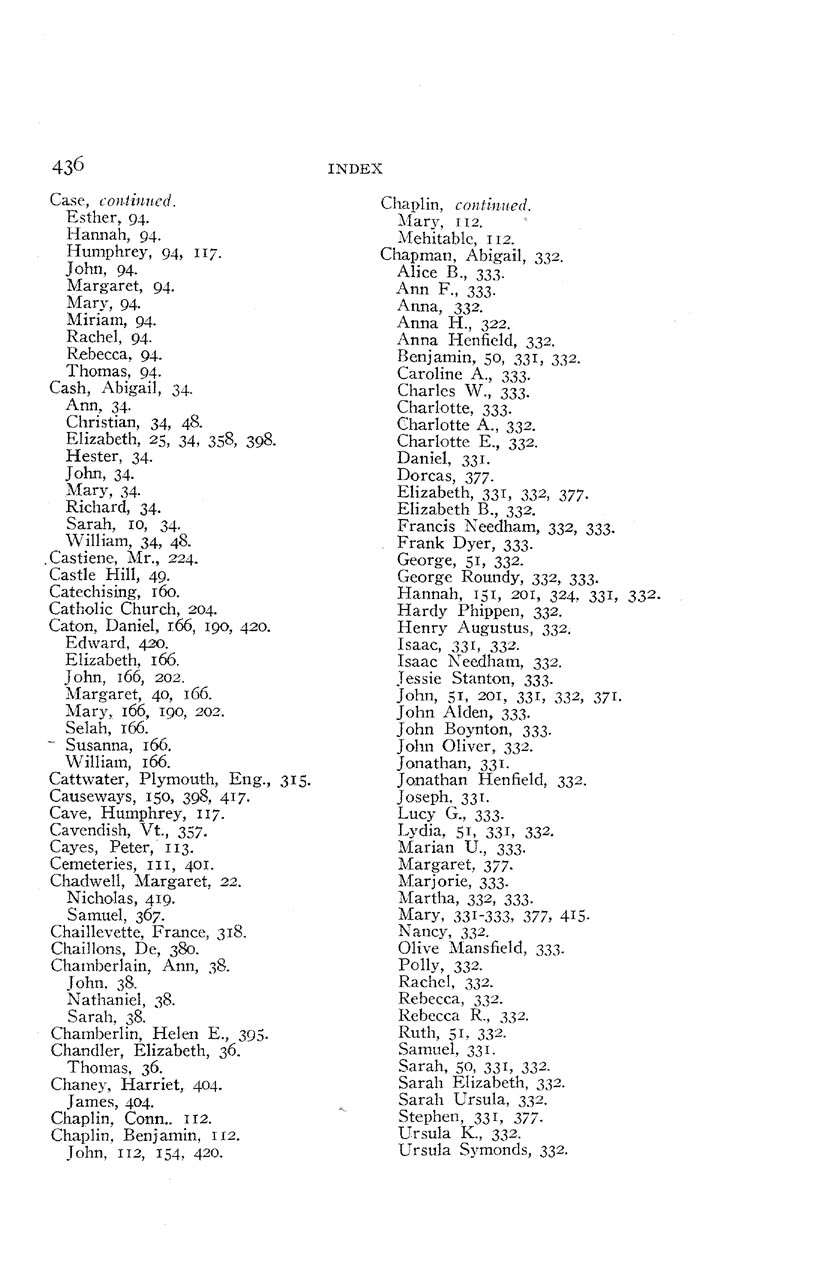 436
INDEX
Case, continued.
Esther, 94.
Hannah, 94.
Humphrey, 94, 117.
John, 94.
Margaret, 94.
Mary, 94.
Miriam, 94.
Rachel, 94.
Rebecca, 94.
Thomas, 94.
Cash, Abigail, 34.
Ann, 34.
Christian, 34, 48.
Elizabeth, 25, 34, 358, 398.
Hester, 34.
John, 34.
Mary, 34.
Richard, 34.
Sarah, 10, 34.
William, 34, 48.
Castiene, Mr., 224.
Castle Hill, 49.
Catechising, 160.
Catholic Church, 204.
Caton, Daniel, 166, 190, 420.
Edward, 420.
Elizabeth, 166.
John, 166, 202.
Margaret, 40, 166.
Mary, 166, 190, 202.
Selah, 166.
Susanna, 166.
William, 166.
Cattwater, Plymouth, Eng., 315.
Causeways, 150, 398, 417.
Cave, Humphrey, 117.
Cavendish, Vt., 357.
Cayes, Peter, 113.
Cemeteries, 111, 401.
Chadwell, Margaret, 22.
Nicholas, 419.
Samuel, 367.
Chaillevette, France, 318.
Chaillons, De, 380.
Chamberlain, Ann, 38.
John, 38.
Nathaniel, 38.
Sarah, 38.
Chamberlin, Helen E., 395.
Chandler, Elizabeth, 36.
Thomas, 36.
Chaney, Harriet, 404.
James, 404.
Chaplin, Conn., 112.
Chaplin, Benjamin, 112.
John, 112, 154, 420.
Chaplin, continued.
Mary, 112.
Mehitable, 112.
Chapman, Abigail, 332.
Alice B., 333.
Ann F., 333.
Anna, 332.
Anna H., 322.
Anna Henfield, 332.
Benjamin, 50, 331, 332.
Caroline A., 333.
Charles W., 333.
Charlotte, 333.
Charlotte A., 332.
Charlotte E., 332.
Daniel, 331.
Dorcas, 377.
Elizabeth, 331, 332, 377.
Elizabeth B., 332.
Francis Needham, 332, 333.
Frank Dyer, 333.
George, 51, 332.
George Roundy, 332, 333.
Hannah, 151, 201, 324, 331, 332.
Hardy Phippen, 332.
Henry Augustus, 332.
Isaac, 331, 332.
Isaac Needham, 332.
Jessie Stanton, 333.
John, 51, 201, 331, 332, 371.
John Alden, 333.
John Boynton, 333.
John Oliver, 332.
Jonathan, 331.
Jonathan Henfield, 332.
Joseph, 331.
Lucy G., 333.
Lydia, 51, 331, 332.
Marian U., 333.
Margaret, 377.
Marjorie, 333.
Martha, 332, 333.
Mary, 331-333, 377, 415.
Nancy, 332.
Olive Mansfield, 333.
Polly, 332.
Rachel, 332.
Rebecca, 332.
Rebecca R., 332.
Ruth, 51, 332.
Samuel, 331.
Sarah, 50, 331, 332.
Sarah Elizabeth, 332.
Sarah Ursula, 332.
Stephen, 331, 377.
Ursula K., 332.
Ursula Symonds, 332.